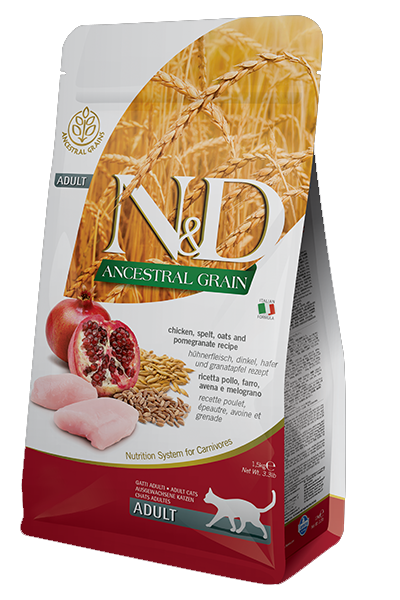 ANCESTRAL GRAINS
ADULT
N&D
ANCESTRAL GRAIN
ITALIAN
FORMULA
chicken, spelt, oats and
pomegranate recipe
hühnerfleisch, dinkel, hafer
und granatapfel rezept
ricetta pollo, farro,
avena e melograno
recette poulet,
épeautre, avoine et
grenade
Nutrition System for Carnivores
1.5kg℮
Net Wt. 3.3lb
GATTI ADULTI • ADULT CATS
AUSGEWACHSENE KATZEN
CHATS ADULTES
ADULT